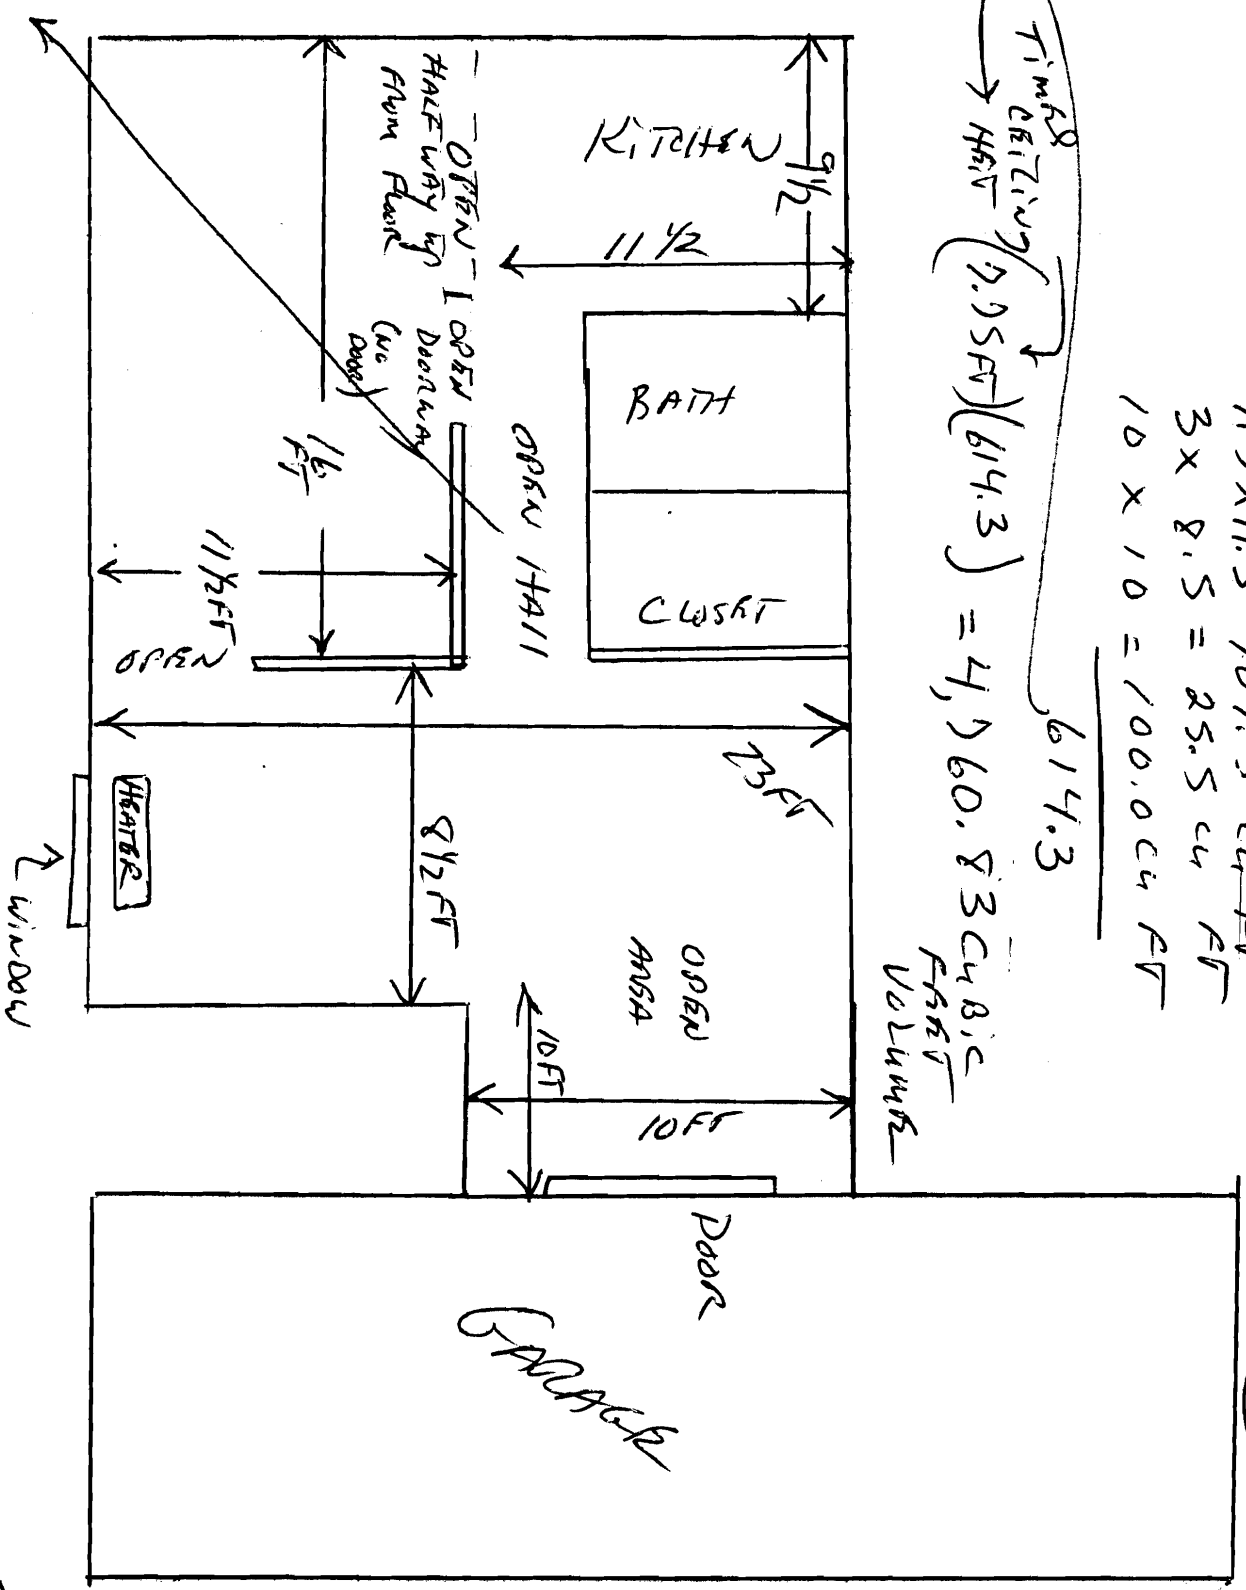 3 x 8.5 = 25.5 cu FT
10 x 10 = 100.0 cu FT
614.3
Times
CEILING
HEIT (7.75 FT)(614.3) = 4,760.83 CUBIC
FEET
VOLUME
KITCHEN
9 1/2
11 1/2
BATH
CLOSET
OPEN HAll
- - OPEN - I OPEN
HALF WAY UP
FROM FLOOR
DOORWAY
(NO
DOOR)
16
FT
11 1/2 FT
OPEN
23 FT
8 1/2 FT
HEATER
WINDOW
OPEN
AREA
10 FT
10 FT
DOOR
GARAGE